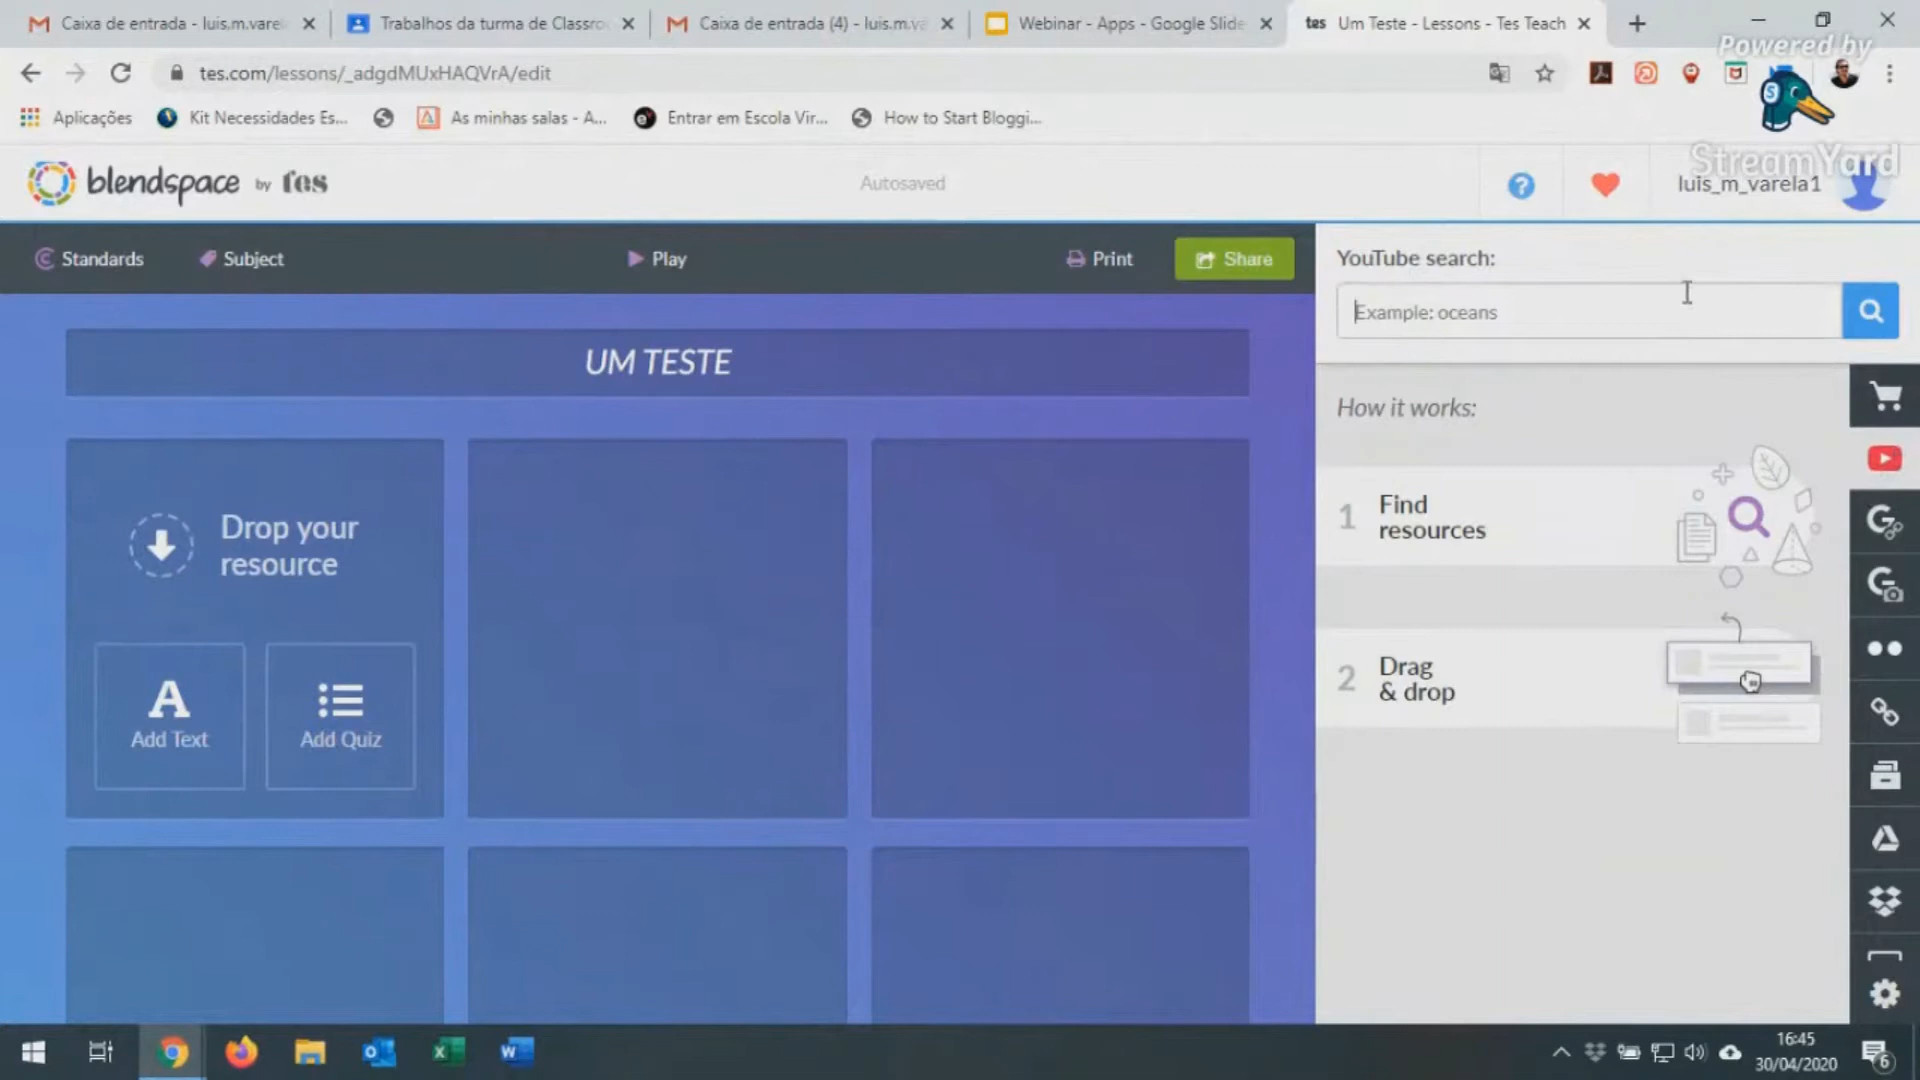 Caixa de entrada - luis.m.varel
Trabalhos da turma de Classro
Caixa de entrada (4) - luis.m.va
Webinar - Apps - Google Slide
tes Um Teste - Lessons - Tes Teach
Powered by
tes.com/lessons/_adgdMUxHAQVrA/edit
Aplicações
Kit Necessidades Es...
As minhas salas - A...
Entrar em Escola Vir...
How to Start Bloggi...
StreamYard
blendspace by tes
Autosaved
luis_m_varela1
Standards
Subject
Play
Print
Share
YouTube search:
Example: oceans
UM TESTE
How it works:
Drop your
resource
Add Text
Add Quiz
1 Find
resources
2 Drag
& drop
16:45
30/04/2020
6